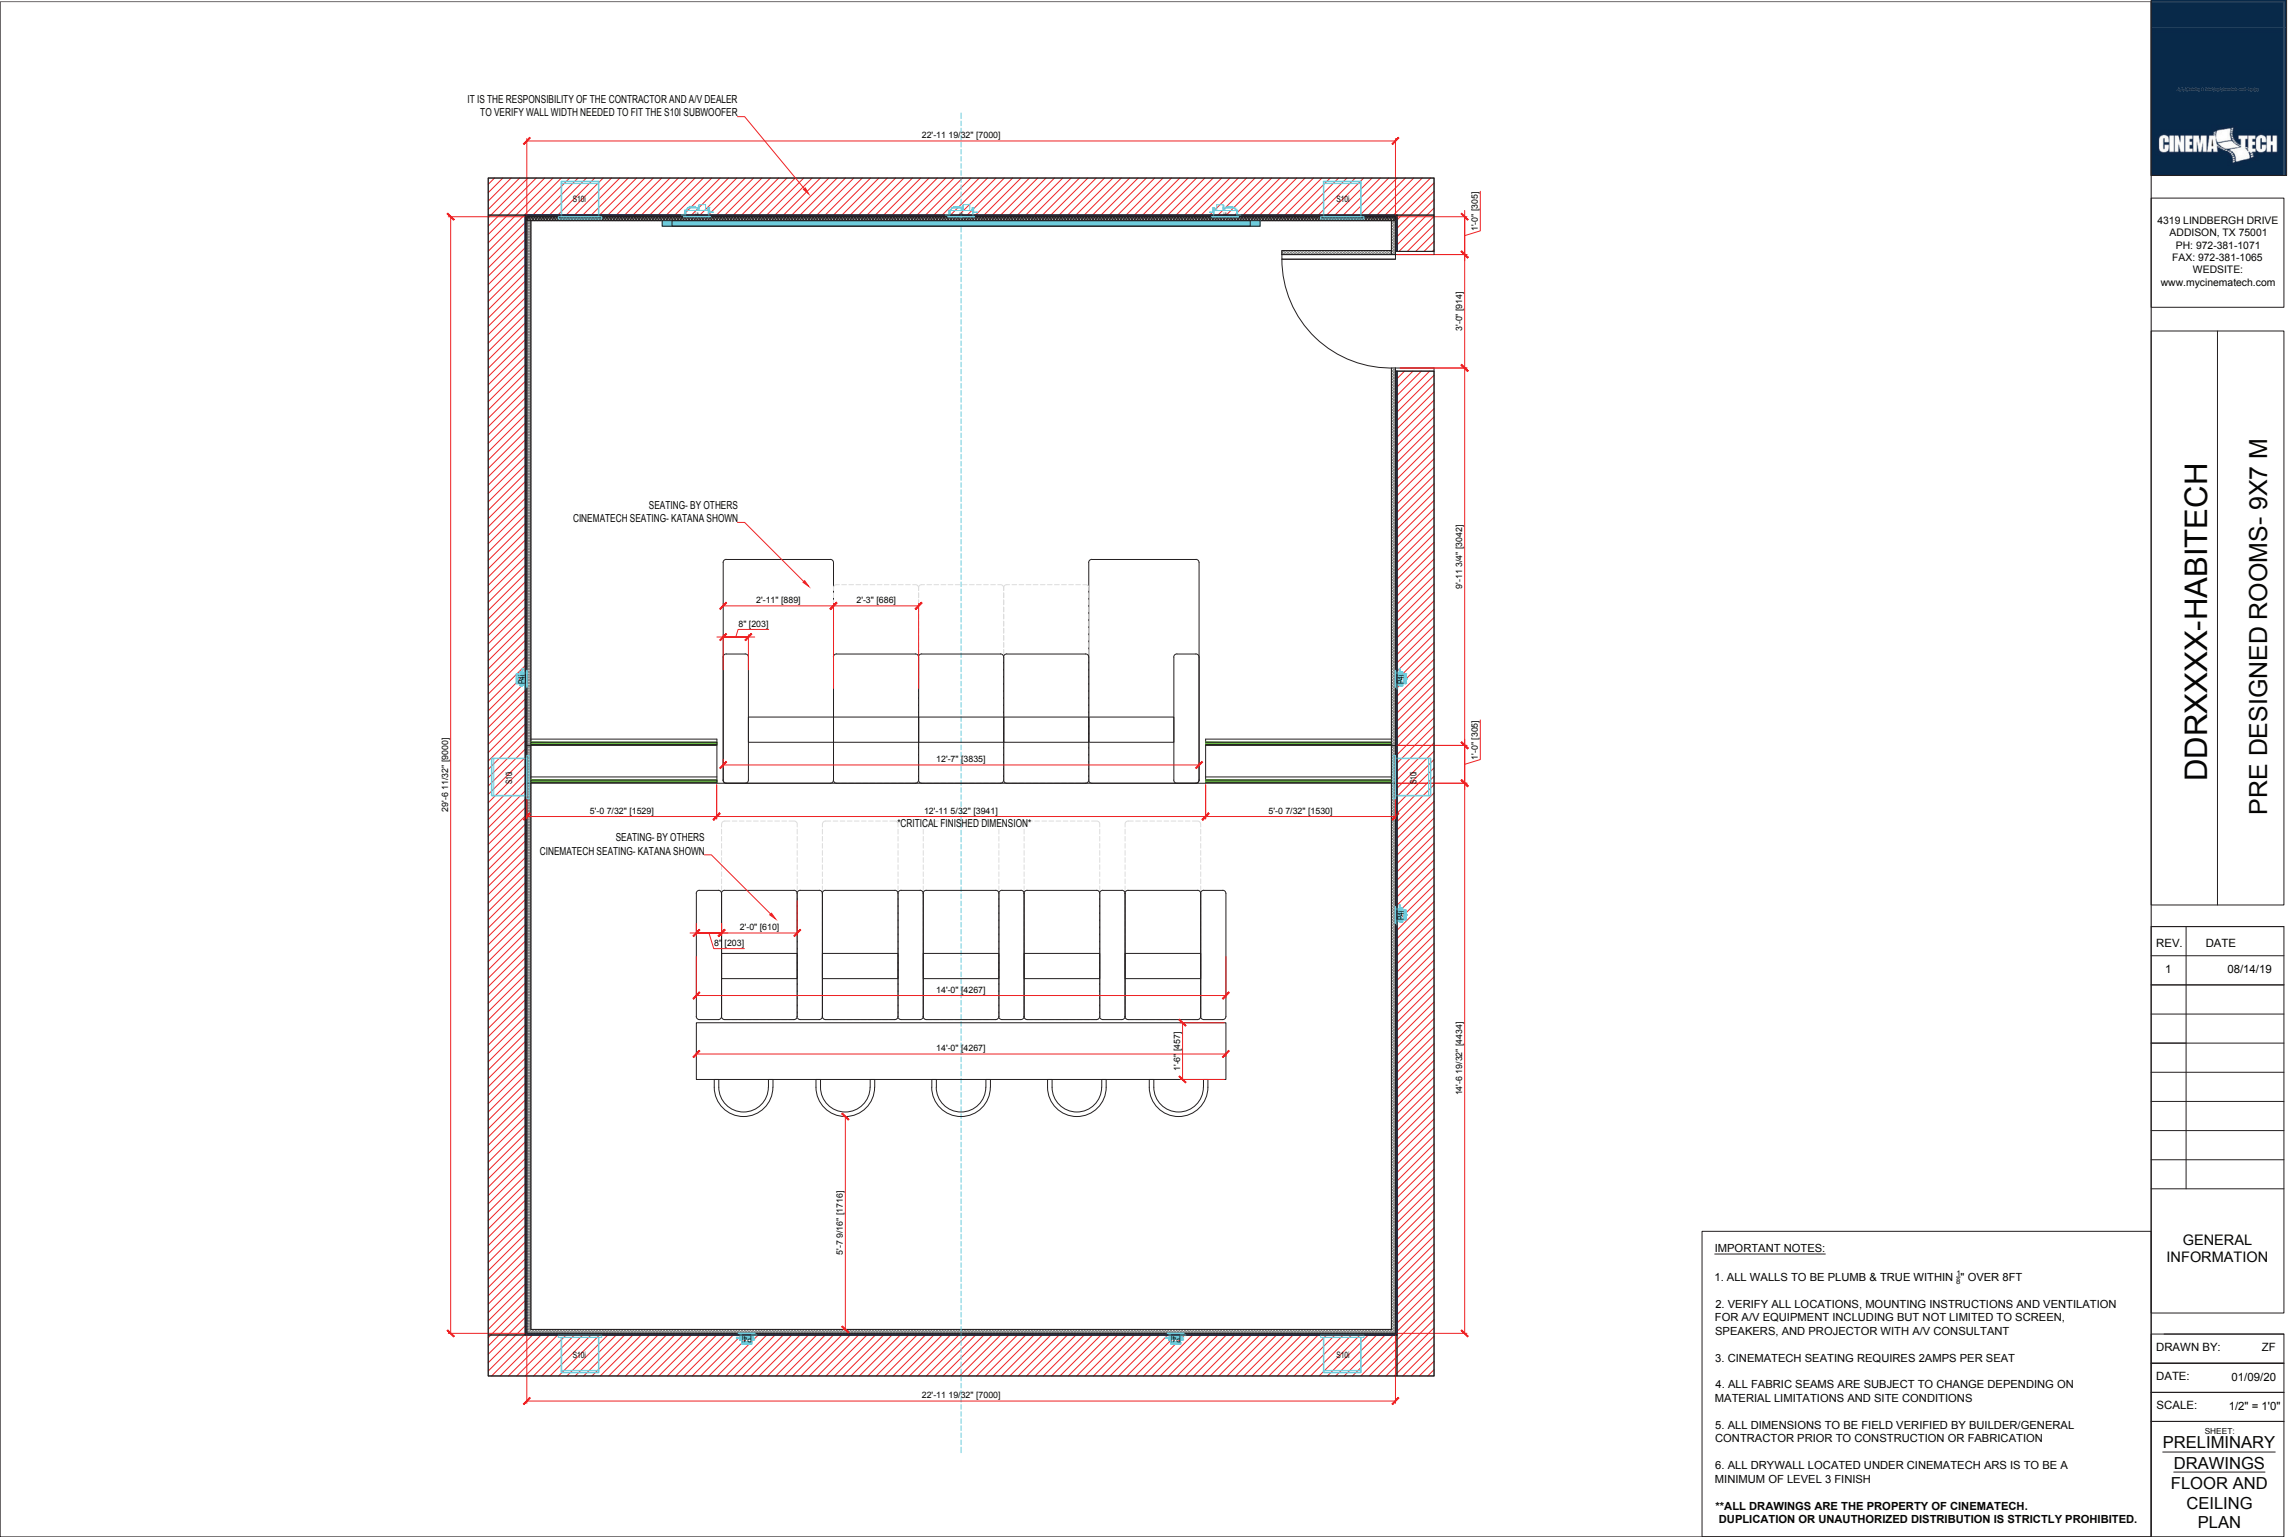 IT IS THE RESPONSIBILITY OF THE CONTRACTOR AND A/V DEALER
TO VERIFY WALL WIDTH NEEDED TO FIT THE S10I SUBWOOFER
22'-11 19/32" [7000]
S10i
S10i
1'-0" [305]
3'-0" [914]
SEATING- BY OTHERS
CINEMATECH SEATING- KATANA SHOWN
9'-11 3/4" [3042]
2'-11" [889]
2'-3" [686]
8" [203]
P4i
P4i
29'-6 11/32" [9000]
1'-0" [305]
12'-7" [3835]
S10i
S10i
5'-0 7/32" [1529]
12'-11 5/32" [3941]
5'-0 7/32" [1530]
*CRITICAL FINISHED DIMENSION*
SEATING- BY OTHERS
CINEMATECH SEATING- KATANA SHOWN
P4i
2'-0" [610]
8" [203]
14'-0" [4267]
14'-0" [4267]
1'-6" [457]
14'-6 19/32" [4434]
5'-7 9/16" [1716]
P4i
P4i
S10i
S10i
22'-11 19/32" [7000]
IMPORTANT NOTES:
1. ALL WALLS TO BE PLUMB & TRUE WITHIN ⅛" OVER 8FT
2. VERIFY ALL LOCATIONS, MOUNTING INSTRUCTIONS AND VENTILATION
FOR A/V EQUIPMENT INCLUDING BUT NOT LIMITED TO SCREEN,
SPEAKERS, AND PROJECTOR WITH A/V CONSULTANT
3. CINEMATECH SEATING REQUIRES 2AMPS PER SEAT
4. ALL FABRIC SEAMS ARE SUBJECT TO CHANGE DEPENDING ON
MATERIAL LIMITATIONS AND SITE CONDITIONS
5. ALL DIMENSIONS TO BE FIELD VERIFIED BY BUILDER/GENERAL
CONTRACTOR PRIOR TO CONSTRUCTION OR FABRICATION
6. ALL DRYWALL LOCATED UNDER CINEMATECH ARS IS TO BE A
MINIMUM OF LEVEL 3 FINISH
**ALL DRAWINGS ARE THE PROPERTY OF CINEMATECH.
DUPLICATION OR UNAUTHORIZED DISTRIBUTION IS STRICTLY PROHIBITED.
CINEMATECH
4319 LINDBERGH DRIVE
ADDISON, TX 75001
PH: 972-381-1071
FAX: 972-381-1065
WEDSITE:
www.mycinematech.com
DDRXXXX-HABITECH
PRE DESIGNED ROOMS- 9X7 M
REV. DATE
1 08/14/19
GENERAL
INFORMATION
DRAWN BY: ZF
DATE: 01/09/20
SCALE: 1/2" = 1'0"
SHEET:
PRELIMINARY
DRAWINGS
FLOOR AND
CEILING
PLAN